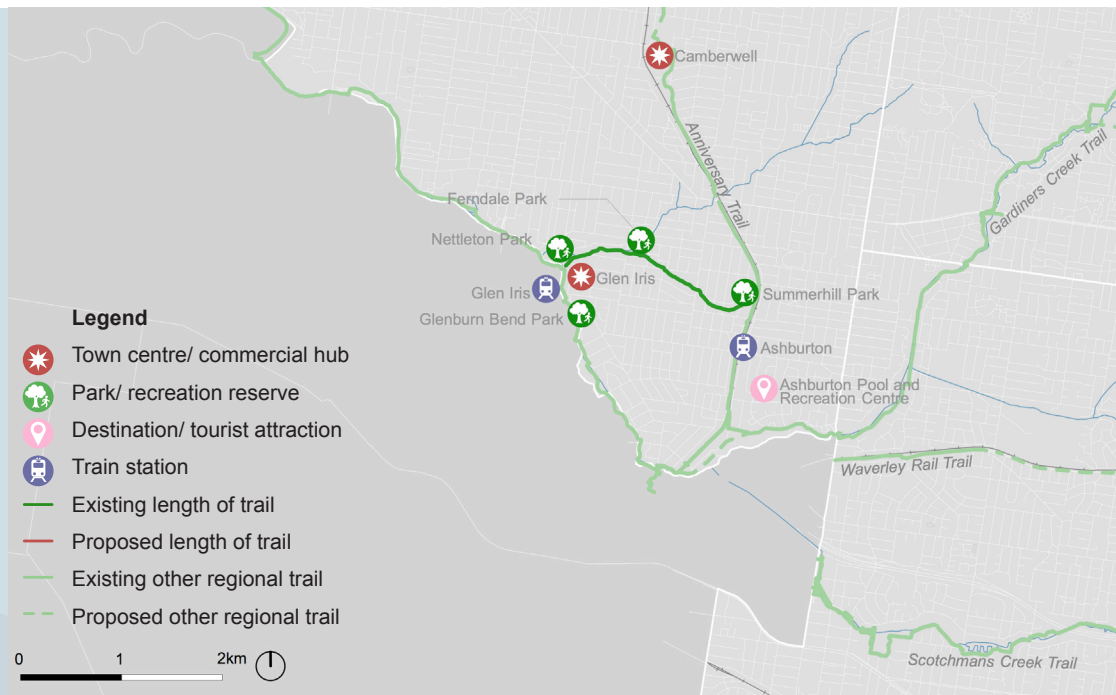 Camberwell
Anniversary Trail
Gardiners Creek Trail
Ferndale Park
Nettleton Park
Glen Iris
Glen Iris
Summerhill Park
Glenburn Bend Park
Ashburton
Ashburton Pool and
Recreation Centre
Waverley Rail Trail
Scotchmans Creek Trail
Legend
Town centre/ commercial hub
Park/ recreation reserve
Destination/ tourist attraction
Train station
Existing length of trail
Proposed length of trail
Existing other regional trail
Proposed other regional trail
0 1 2km